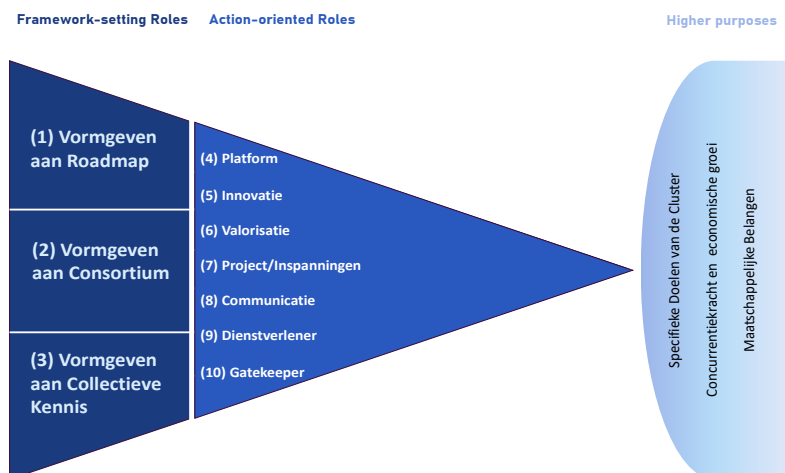 Framework-setting Roles
Action-oriented Roles
Higher purposes
(1) Vormgeven
aan Roadmap
(2) Vormgeven
aan Consortium
(3) Vormgeven
aan Collectieve
Kennis
(4) Platform
(5) Innovatie
(6) Valorisatie
(7) Project/Inspanningen
(8) Communicatie
(9) Dienstverlener
(10) Gatekeeper
Specifieke Doelen van de Cluster
Concurrentiekracht en economische groei
Maatschappelijke Belangen